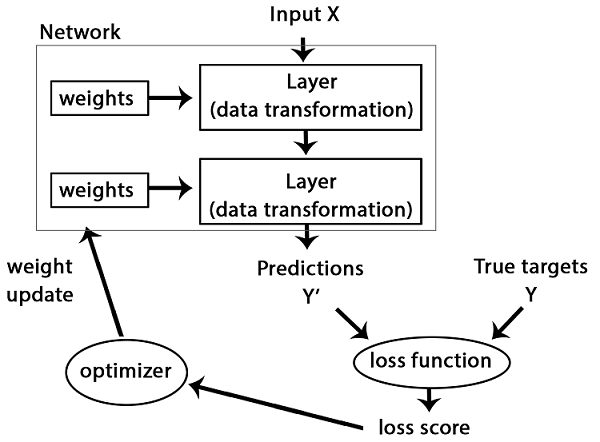 Input X
Network
weights
Layer
(data transformation)
weights
Layer
(data transformation)
weight
update
Predictions
Y’
True targets
Y
optimizer
loss function
loss score